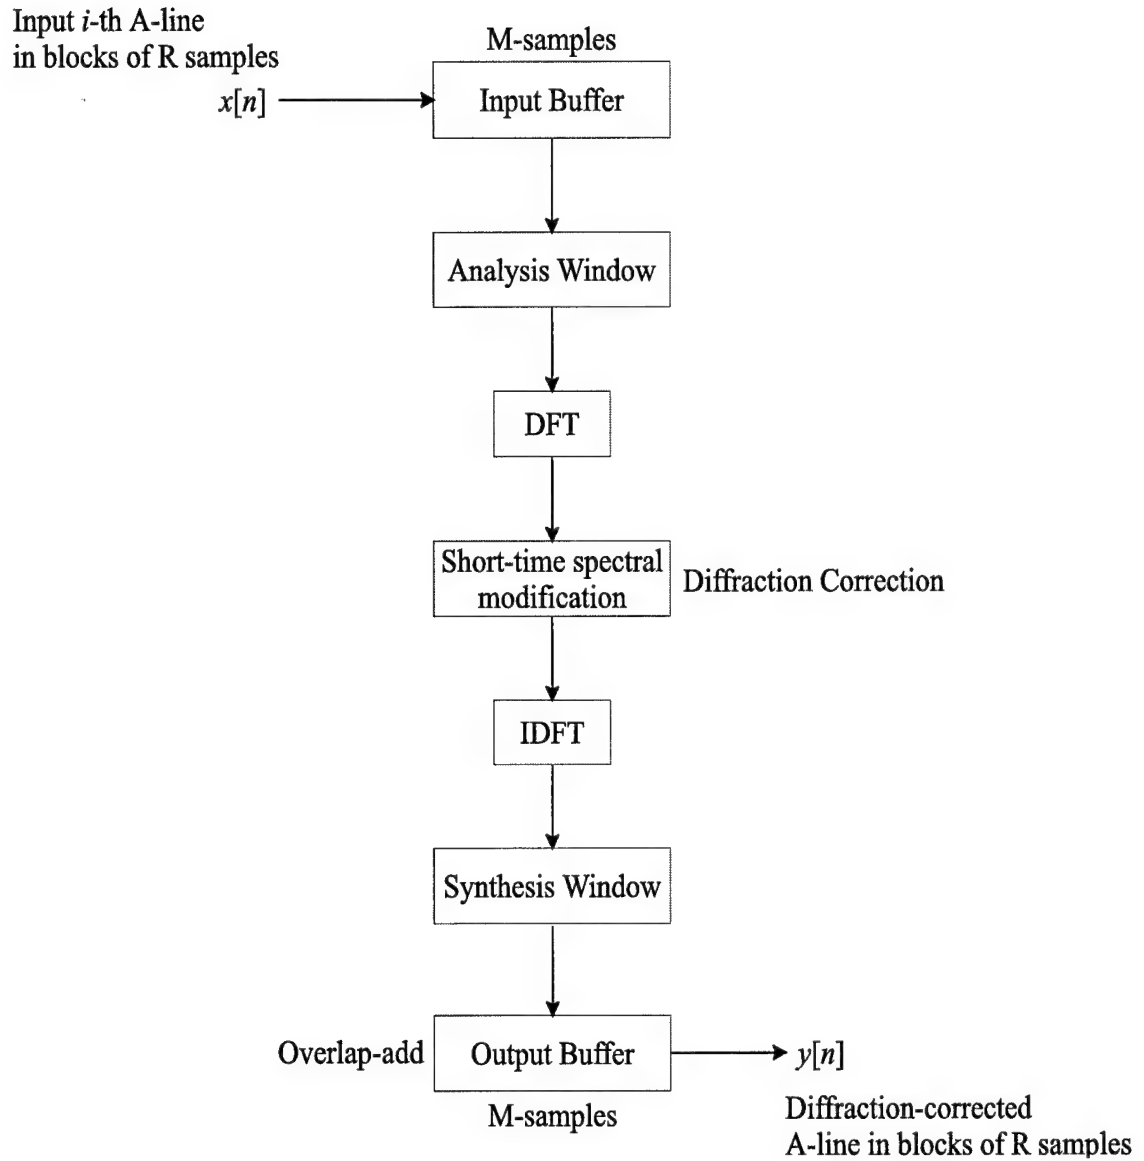 Input i-th A-line
in blocks of R samples
x[n]
M-samples
Input Buffer
Analysis Window
DFT
Short-time spectral
modification
Diffraction Correction
IDFT
Synthesis Window
Overlap-add
Output Buffer
y[n]
M-samples
Diffraction-corrected
A-line in blocks of R samples